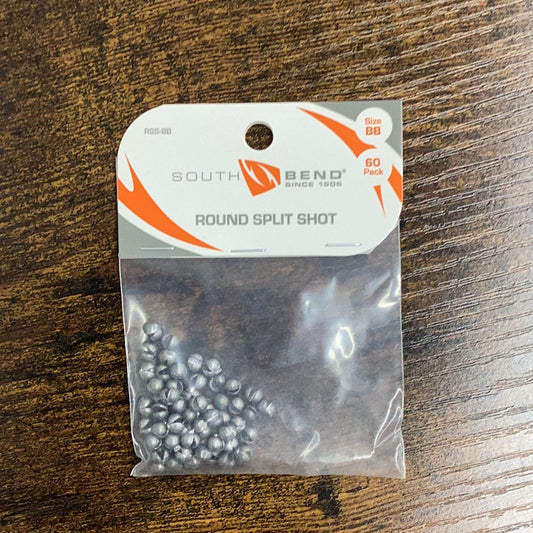 RSS-BB
Size
BB
60
Pack
SOUTH BEND®
SINCE 1906
ROUND SPLIT SHOT